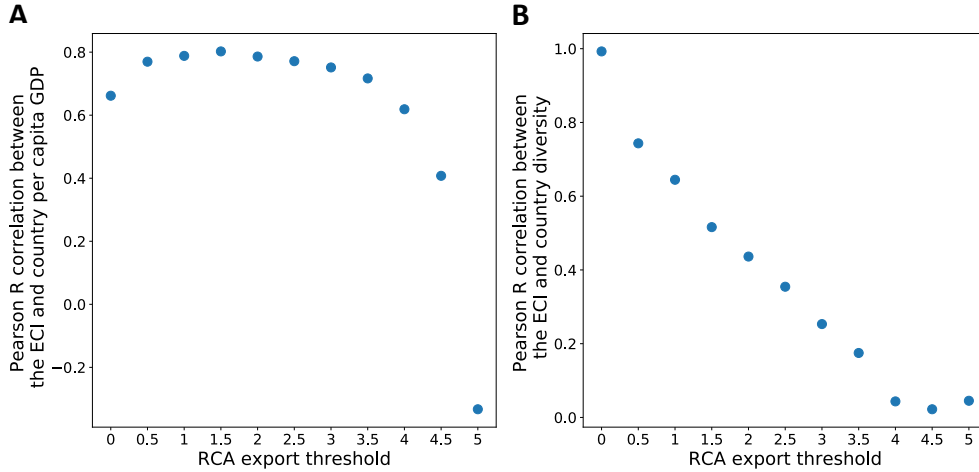 A
Pearson R correlation between
the ECI and country per capita GDP
0.8
0.6
0.4
0.2
0.0
−0.2
0 0.5 1 1.5 2 2.5 3 3.5 4 4.5 5
RCA export threshold
B
Pearson R correlation between
the ECI and country diversity
1.0
0.8
0.6
0.4
0.2
0.0
0 0.5 1 1.5 2 2.5 3 3.5 4 4.5 5
RCA export threshold